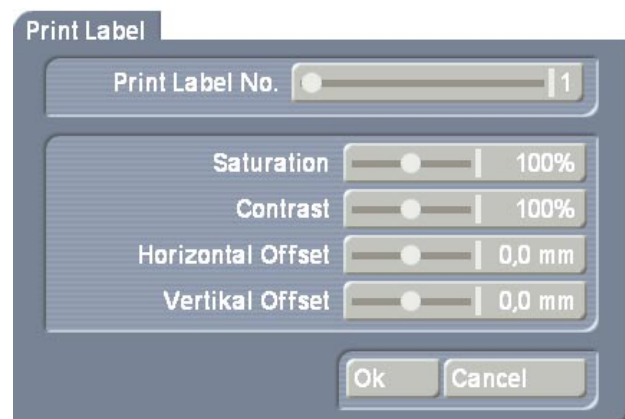 Print Label
Print Label No. 1
Saturation 100%
Contrast 100%
Horizontal Offset 0,0 mm
Vertikal Offset 0,0 mm
Ok Cancel